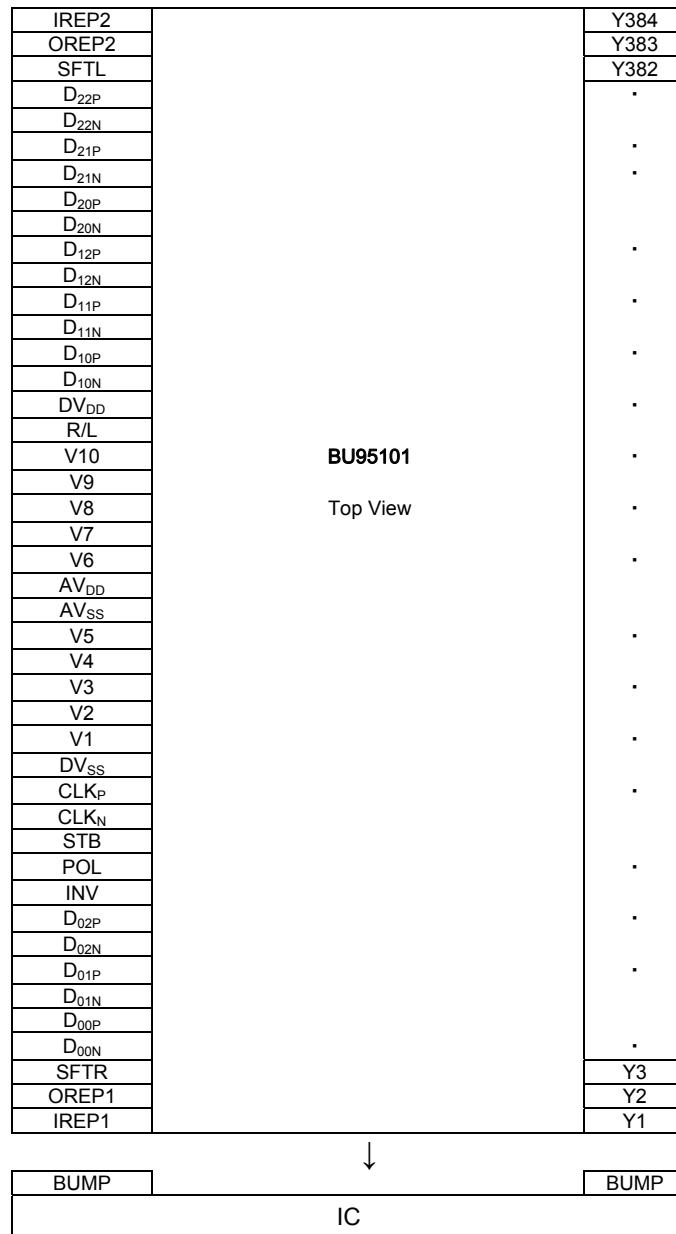 IREP2 Y384
OREP2 Y383
SFTL Y382
D22P ▪
D22N
D21P ▪
D21N ▪
D20P
D20N
D12P ▪
D12N
D11P ▪
D11N
D10P ▪
D10N
DVDD ▪
R/L
V10 BU95101 ▪
V9
V8 Top View ▪
V7
V6 ▪
AVDD
AVSS
V5 ▪
V4
V3 ▪
V2
V1 ▪
DVSS
CLKP ▪
CLKN
STB
POL ▪
INV
D02P ▪
D02N
D01P ▪
D01N
D00P
D00N ▪
SFTR Y3
OREP1 Y2
IREP1 Y1
↓
BUMP BUMP
IC